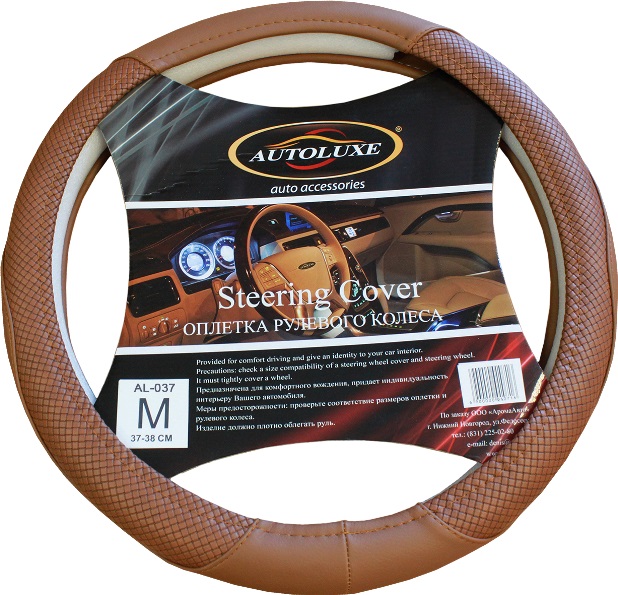 AUTOLUXE ®
auto accessories
Steering Cover
ОПЛЕТКА РУЛЕВОГО КОЛЕСА
Provided for comfort driving and give an identity to your car interior.
Precautions: check a size compatibility of a steering wheel cover and steering wheel.
It must tightly cover a wheel.
Предназначена для комфортного вождения, придает индивидуальность
интерьеру Вашего автомобиля.
Меры предосторожности: проверьте соответствие размеров оплетки и
рулевого колеса.
Изделие должно плотно облегать руль.
AL-037
M
37-38 CM
По заказу ООО
г. Нижний Новгород,
тел.: (831) 225-02-
e-mail: